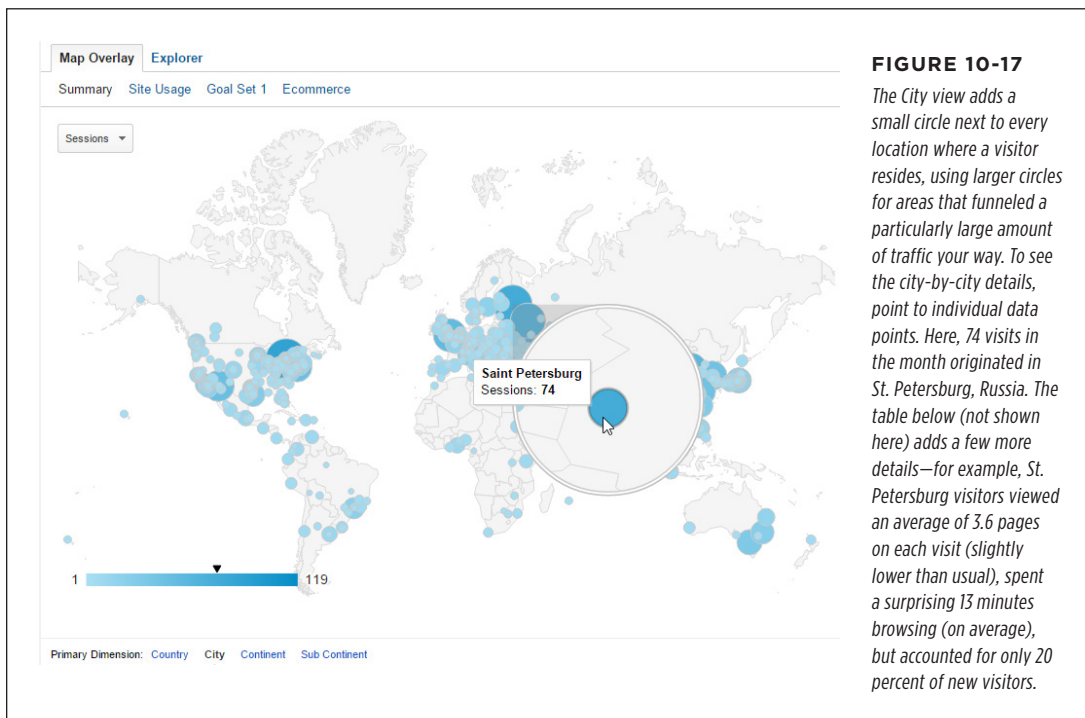 Map Overlay Explorer
Summary Site Usage Goal Set 1 Ecommerce
Sessions
Saint Petersburg
Sessions: 74
1 119
Primary Dimension: Country City Continent Sub Continent
FIGURE 10-17
The City view adds a
small circle next to every
location where a visitor
resides, using larger circles
for areas that funneled a
particularly large amount
of traffic your way. To see
the city-by-city details,
point to individual data
points. Here, 74 visits in
the month originated in
St. Petersburg, Russia. The
table below (not shown
here) adds a few more
details—for example, St.
Petersburg visitors viewed
an average of 3.6 pages
on each visit (slightly
lower than usual), spent
a surprising 13 minutes
browsing (on average),
but accounted for only 20
percent of new visitors.